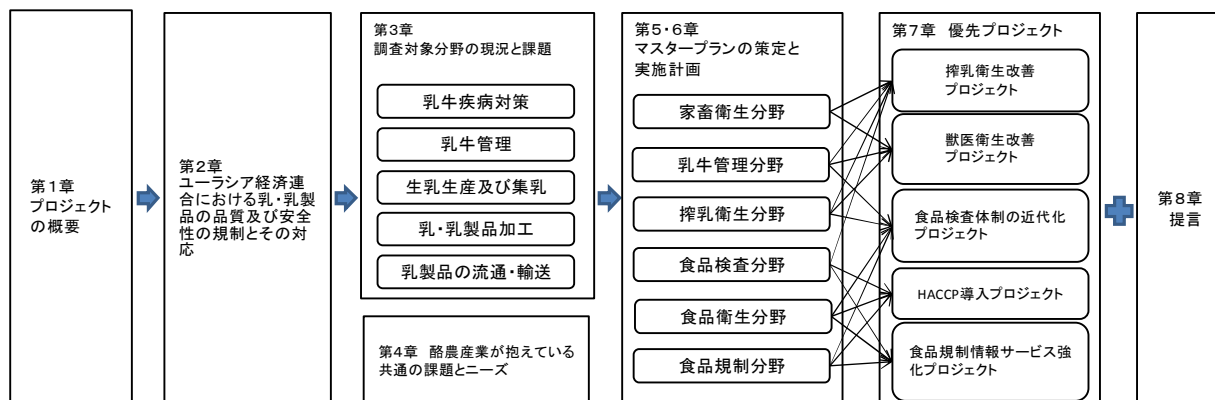 第1章
プロジェクト
の概要
第2章
ユーラシア経済連
合における乳・乳製
品の品質及び安全
性の規制とその対
応
第3章
調査対象分野の現況と課題
乳牛疾病対策
乳牛管理
生乳生産及び集乳
乳・乳製品加工
乳製品の流通・輸送
第4章 酪農産業が抱えている
共通の課題とニーズ
第5・6章
マスタープランの策定と
実施計画
家畜衛生分野
乳牛管理分野
搾乳衛生分野
食品検査分野
食品衛生分野
食品規制分野
第7章 優先プロジェクト
搾乳衛生改善
プロジェクト
獣医衛生改善
プロジェクト
食品検査体制の近代化
プロジェクト
HACCP導入プロジェクト
食品規制情報サービス強
化プロジェクト
第8章
提言